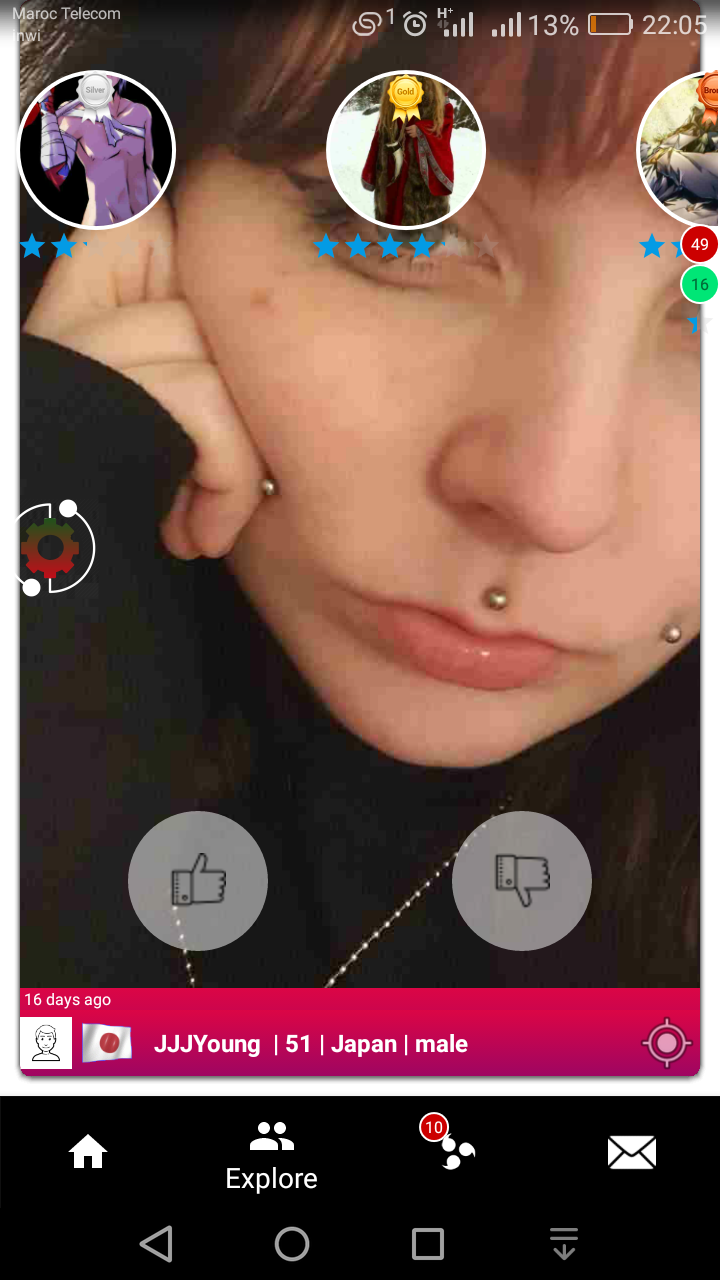 Maroc Telecom
inwi
1
H+
13%
22:05
Silver
Gold
49
16
16 days ago
JJJYoung | 51 | Japan | male
10
Explore